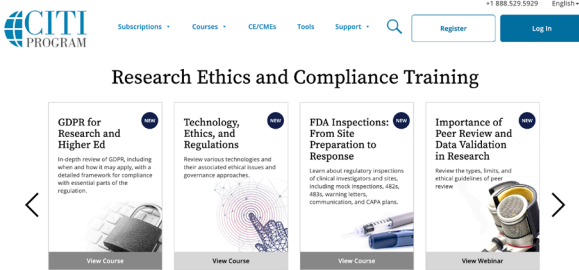 +1 888.529.5929 English
CITI
PROGRAM
Subscriptions Courses CE/CMEs Tools Support
Register
Log In
Research Ethics and Compliance Training
GDPR for
Research and
Higher Ed
NEW
In-depth review of GDPR, including
when and how it may apply, with a
detailed framework for compliance
with essential parts of the
regulation.
View Course
Technology,
Ethics, and
Regulations
NEW
Review various technologies and
their associated ethical issues and
governance approaches.
View Course
FDA Inspections:
From Site
Preparation to
Response
NEW
Learn about regulatory inspections
of clinical investigators and sites,
including mock inspections, 482s,
483s, warning letters,
communication, and CAPA plans.
View Course
Importance of
Peer Review and
Data Validation
in Research
NEW
Review the types, limits, and
ethical guidelines of peer
review
View Webinar